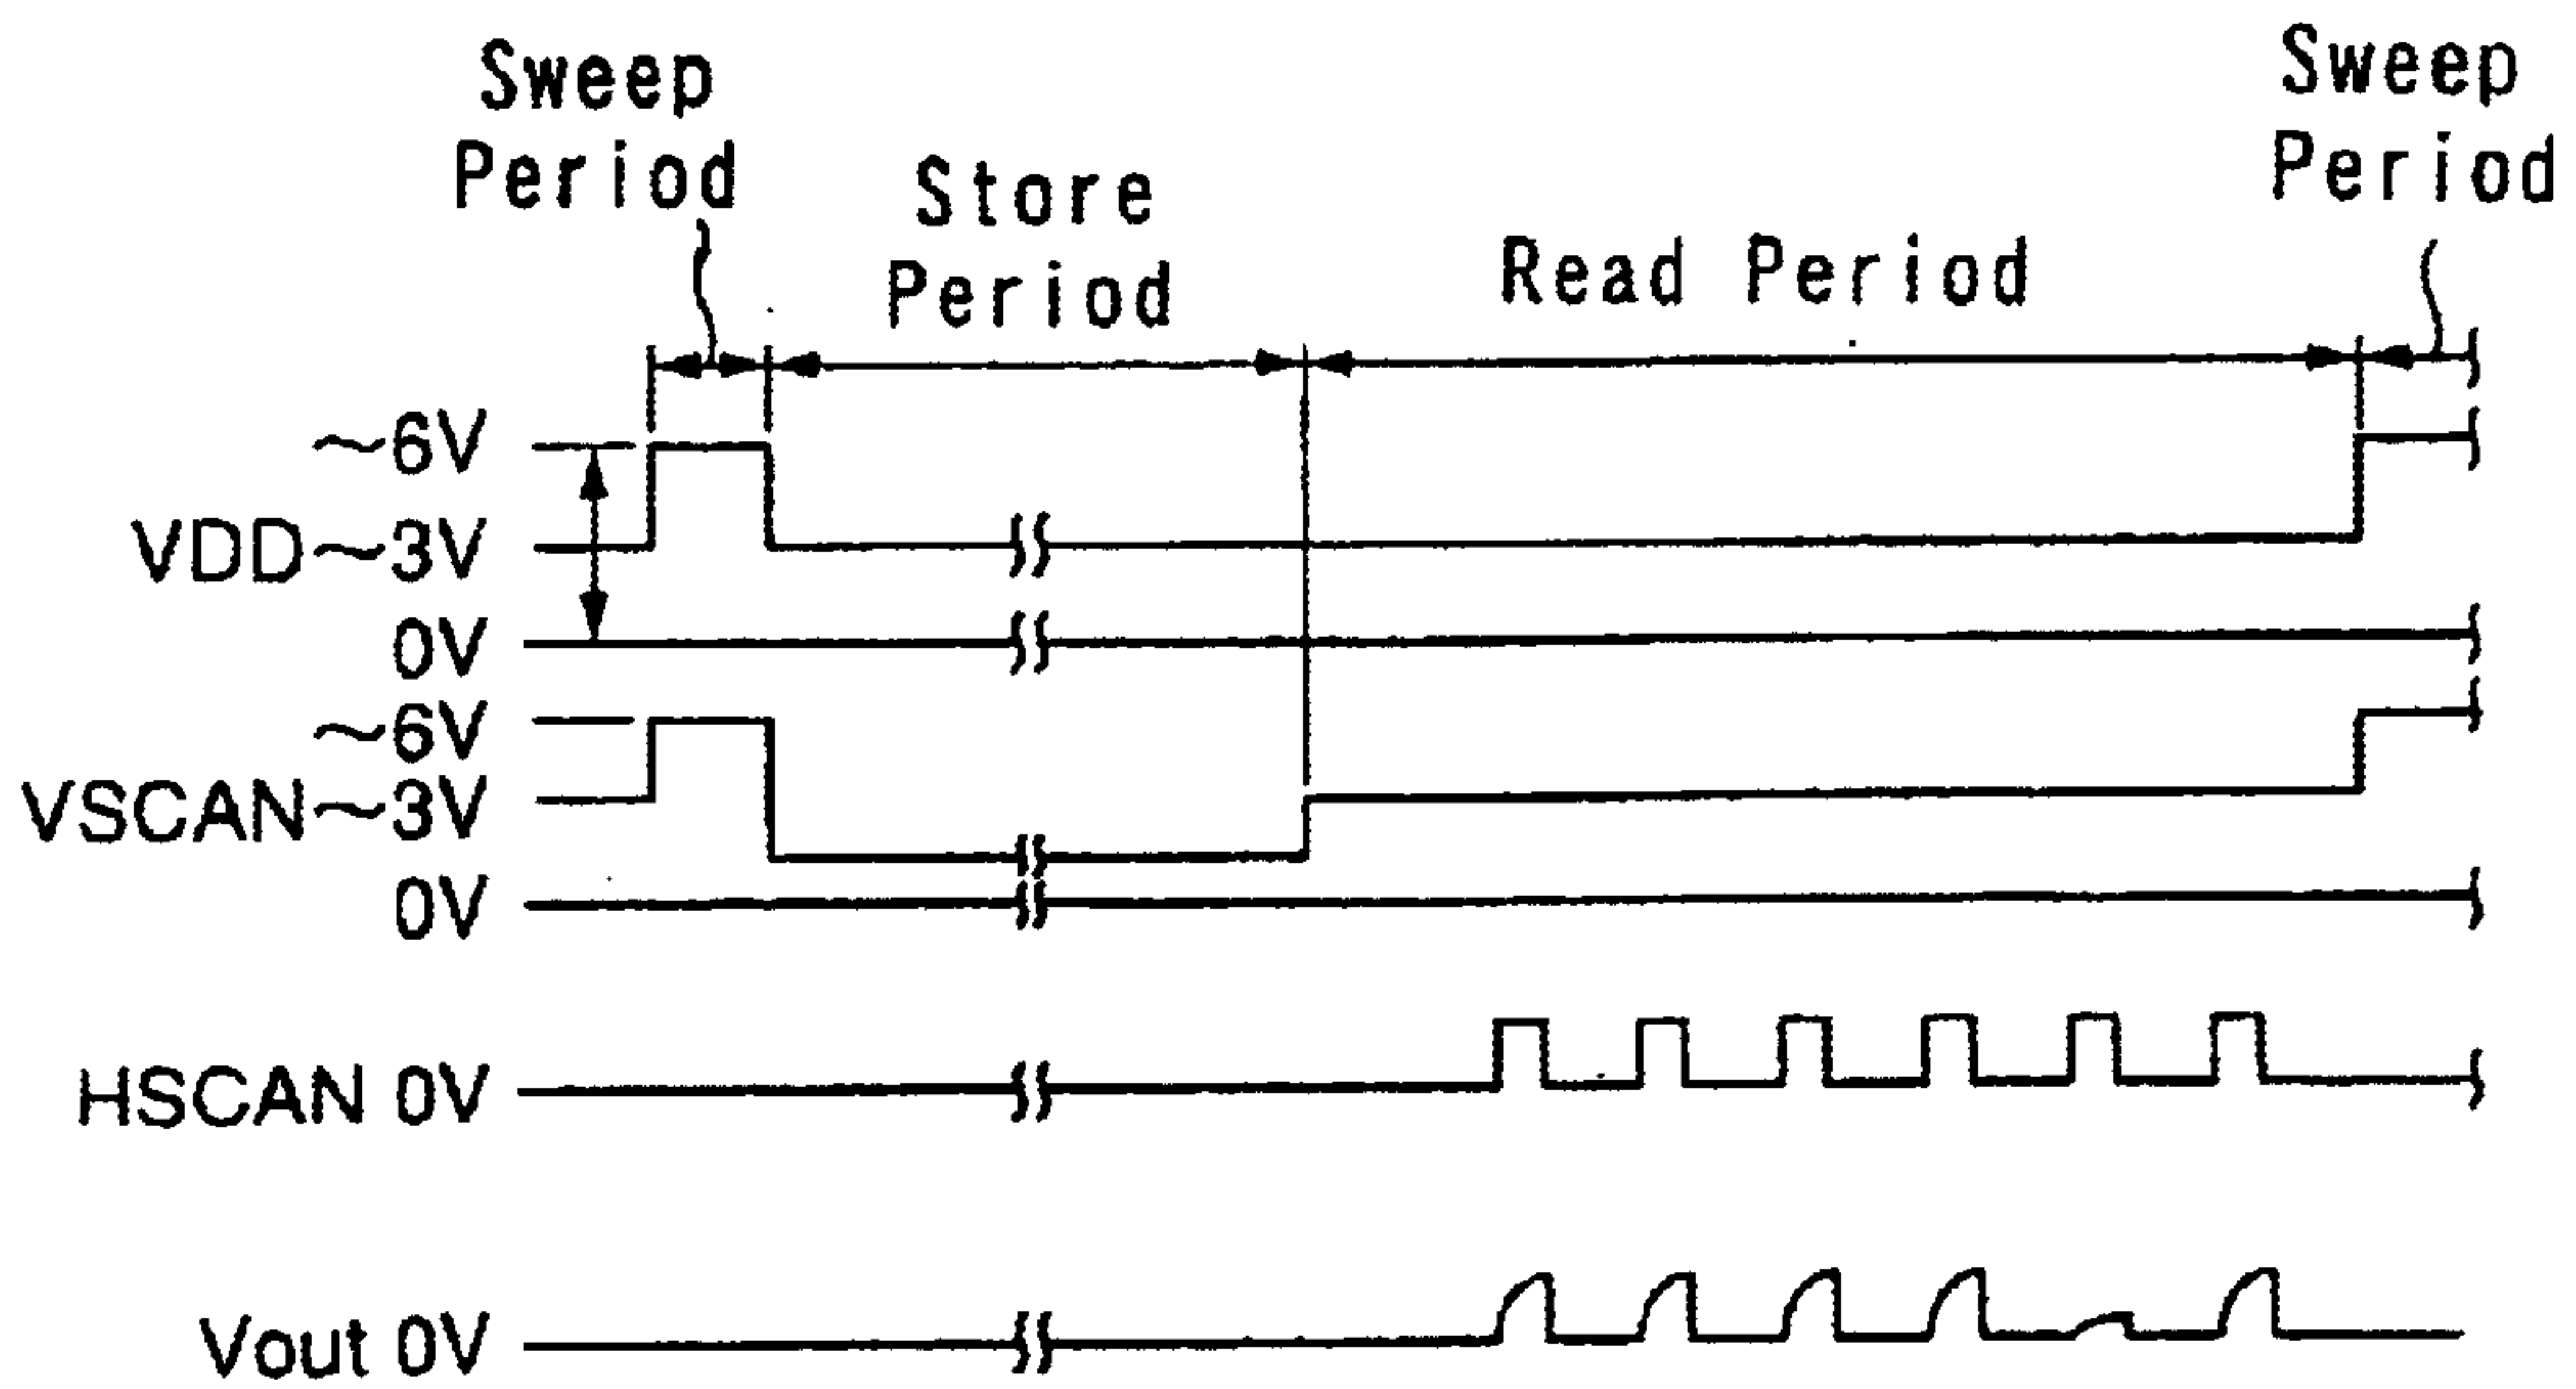 Sweep
Period
Store
Period
Read Period
Sweep
Period
~6V
VDD~3V
0V
~6V
VSCAN~3V
0V
HSCAN 0V
Vout 0V